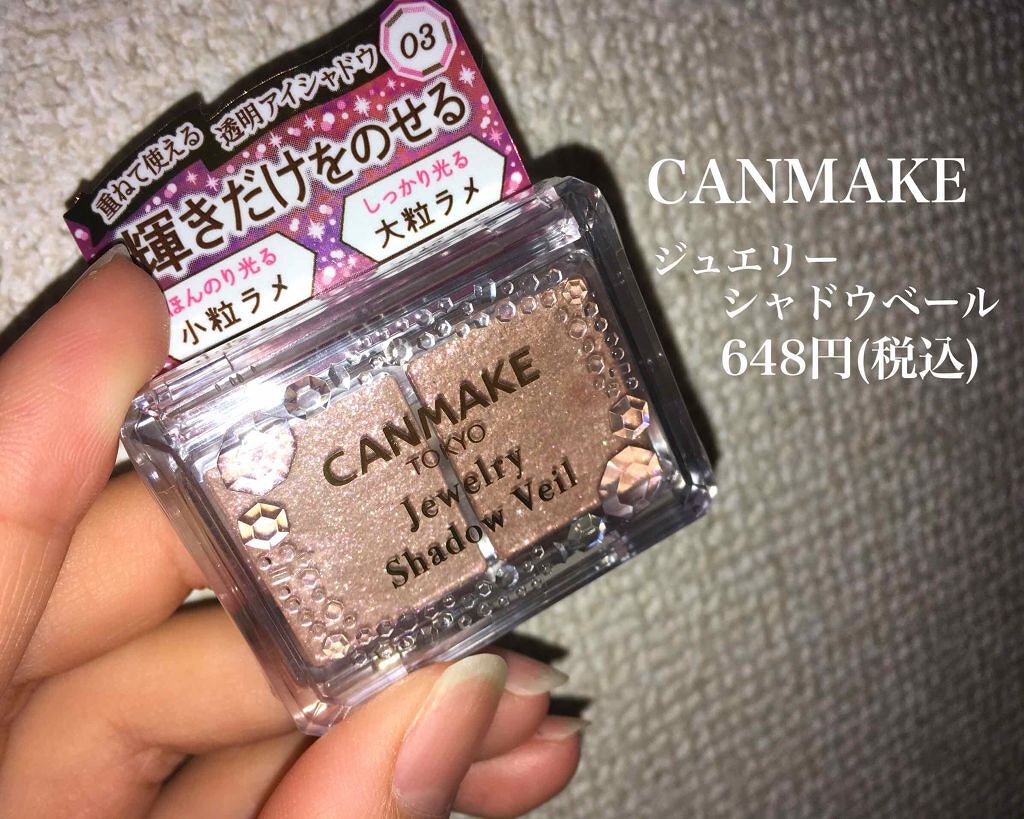 03
重ねて使える 透明アイシャドウ
輝きだけをのせる
ほんのり光る
小粒ラメ
しっかり光る
大粒ラメ
CANMAKE
TOKYO
Jewelry
Shadow Veil
CANMAKE
ジュエリー
シャドウベール
648円(税込)